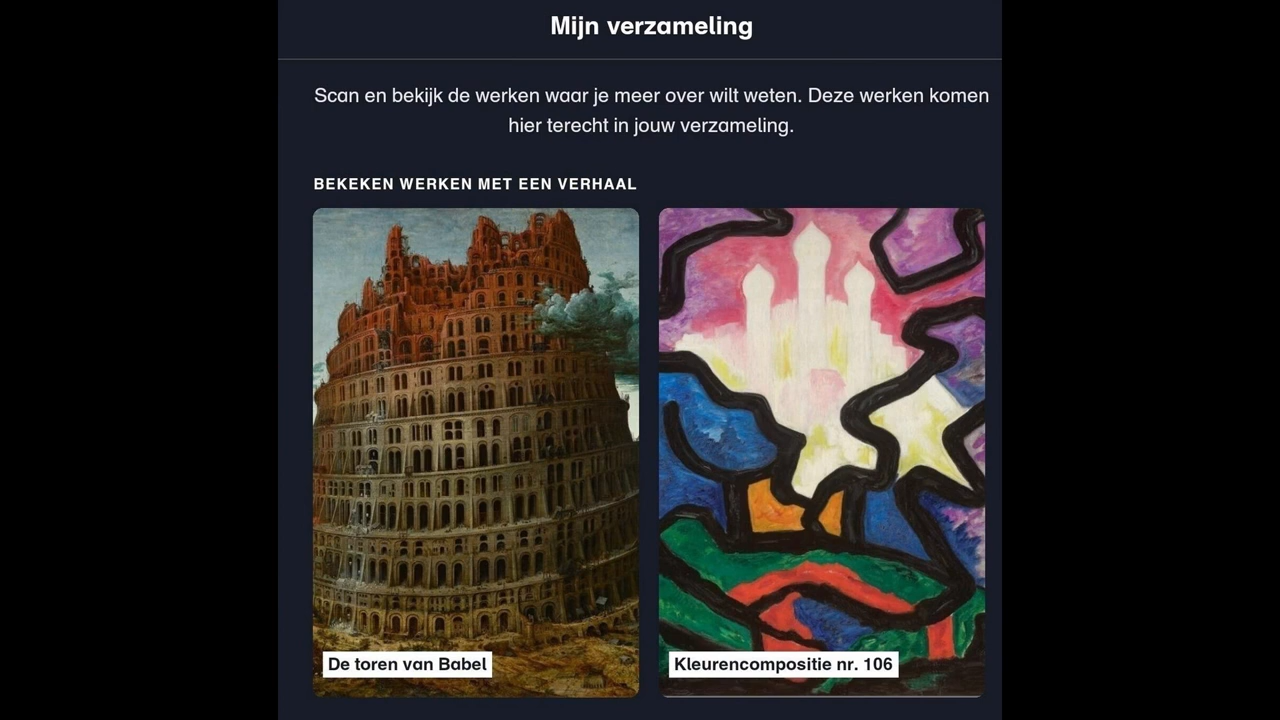 Mijn verzameling
Scan en bekijk de werken waar je meer over wilt weten. Deze werken komen
hier terecht in jouw verzameling.
BEKEKEN WERKEN MET EEN VERHAAL
De toren van Babel
Kleurencompositie nr. 106